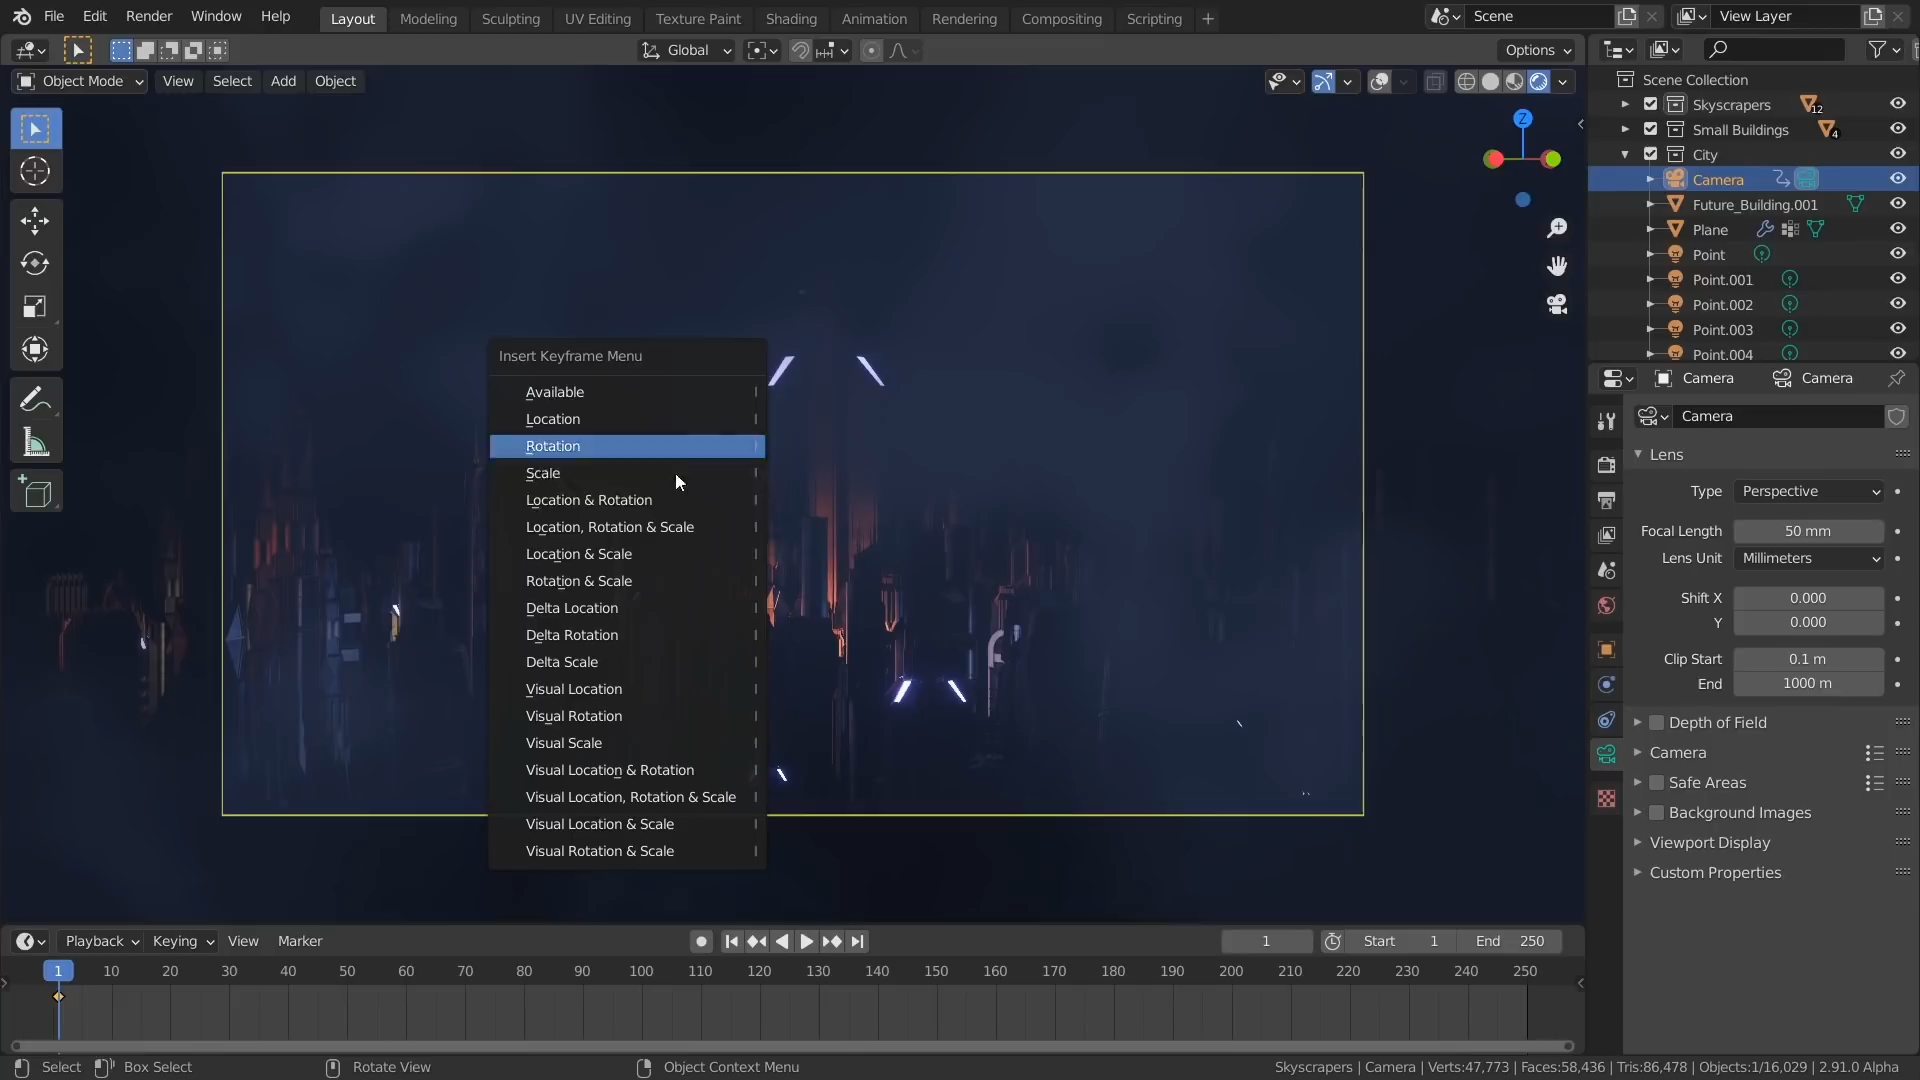 File Edit Render Window Help Layout Modeling Sculpting UV Editing Texture Paint Shading Animation Rendering Compositing Scripting + Scene View Layer
Global Options
Object Mode View Select Add Object
Scene Collection
Skyscrapers 12
Small Buildings 4
City
Camera
Future_Building.001
Plane
Point
Point.001
Point.002
Point.003
Point.004
Z
Insert Keyframe Menu
Available
Location
Rotation
Scale
Location & Rotation
Location, Rotation & Scale
Location & Scale
Rotation & Scale
Delta Location
Delta Rotation
Delta Scale
Visual Location
Visual Rotation
Visual Scale
Visual Location & Rotation
Visual Location, Rotation & Scale
Visual Location & Scale
Visual Rotation & Scale
Camera Camera
Camera
Lens
Type Perspective
Focal Length 50 mm
Lens Unit Millimeters
Shift X 0.000
Y 0.000
Clip Start 0.1 m
End 1000 m
Depth of Field
Camera
Safe Areas
Background Images
Viewport Display
Custom Properties
Playback Keying View Marker 1 Start 1 End 250
1 10 20 30 40 50 60 70 80 90 100 110 120 130 140 150 160 170 180 190 200 210 220 230 240 250
Select Box Select Rotate View Object Context Menu Skyscrapers | Camera | Verts:47,773 | Faces:58,436 | Tris:86,478 | Objects:1/16,029 | 2.91.0 Alpha